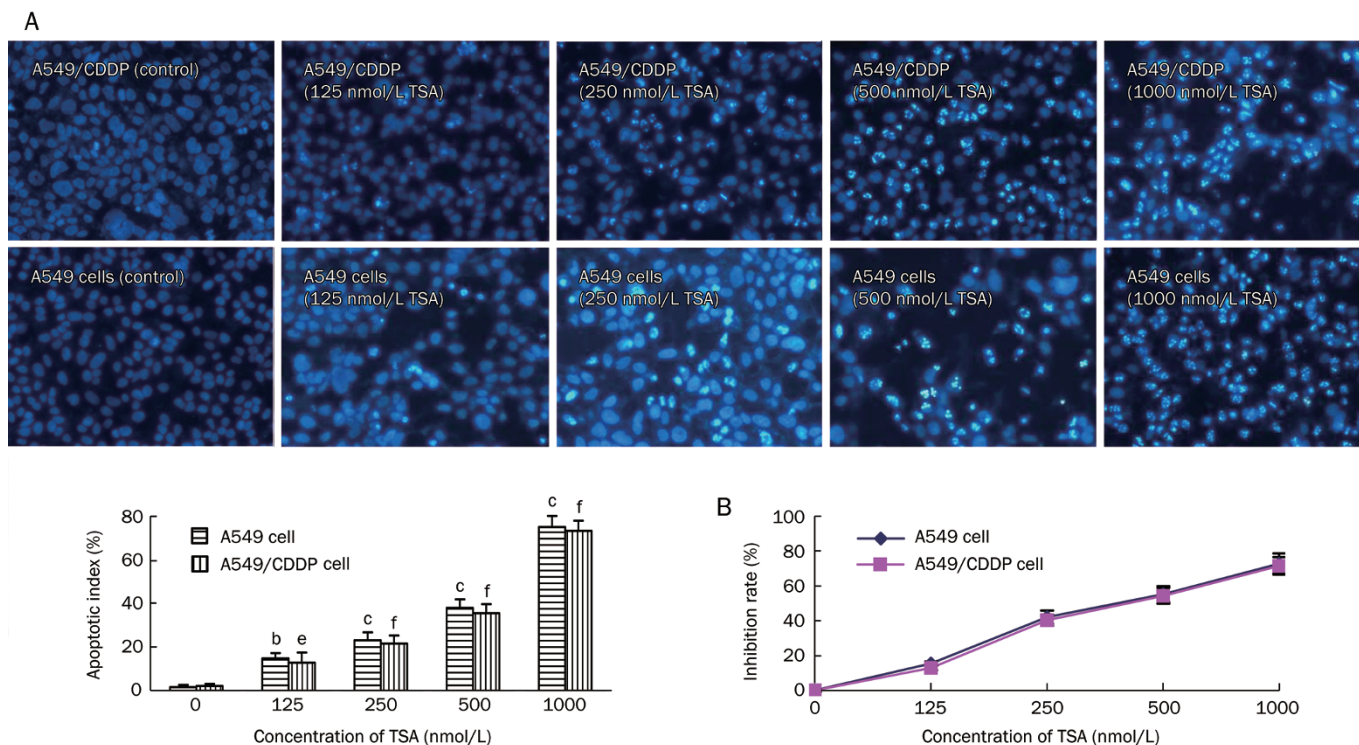 A
A549/CDDP (control)
A549/CDDP
(125 nmol/L TSA)
A549/CDDP
(250 nmol/L TSA)
A549/CDDP
(500 nmol/L TSA)
A549/CDDP
(1000 nmol/L TSA)
A549 cells (control)
A549 cells
(125 nmol/L TSA)
A549 cells
(250 nmol/L TSA)
A549 cells
(500 nmol/L TSA)
A549 cells
(1000 nmol/L TSA)
Apoptotic index (%)
80
60
40
20
0
A549 cell
A549/CDDP cell
b e
c f
c f
c f
0 125 250 500 1000
Concentration of TSA (nmol/L)
B
Inhibition rate (%)
100
80
60
40
20
0
A549 cell
A549/CDDP cell
0 125 250 500 1000
Concentration of TSA (nmol/L)